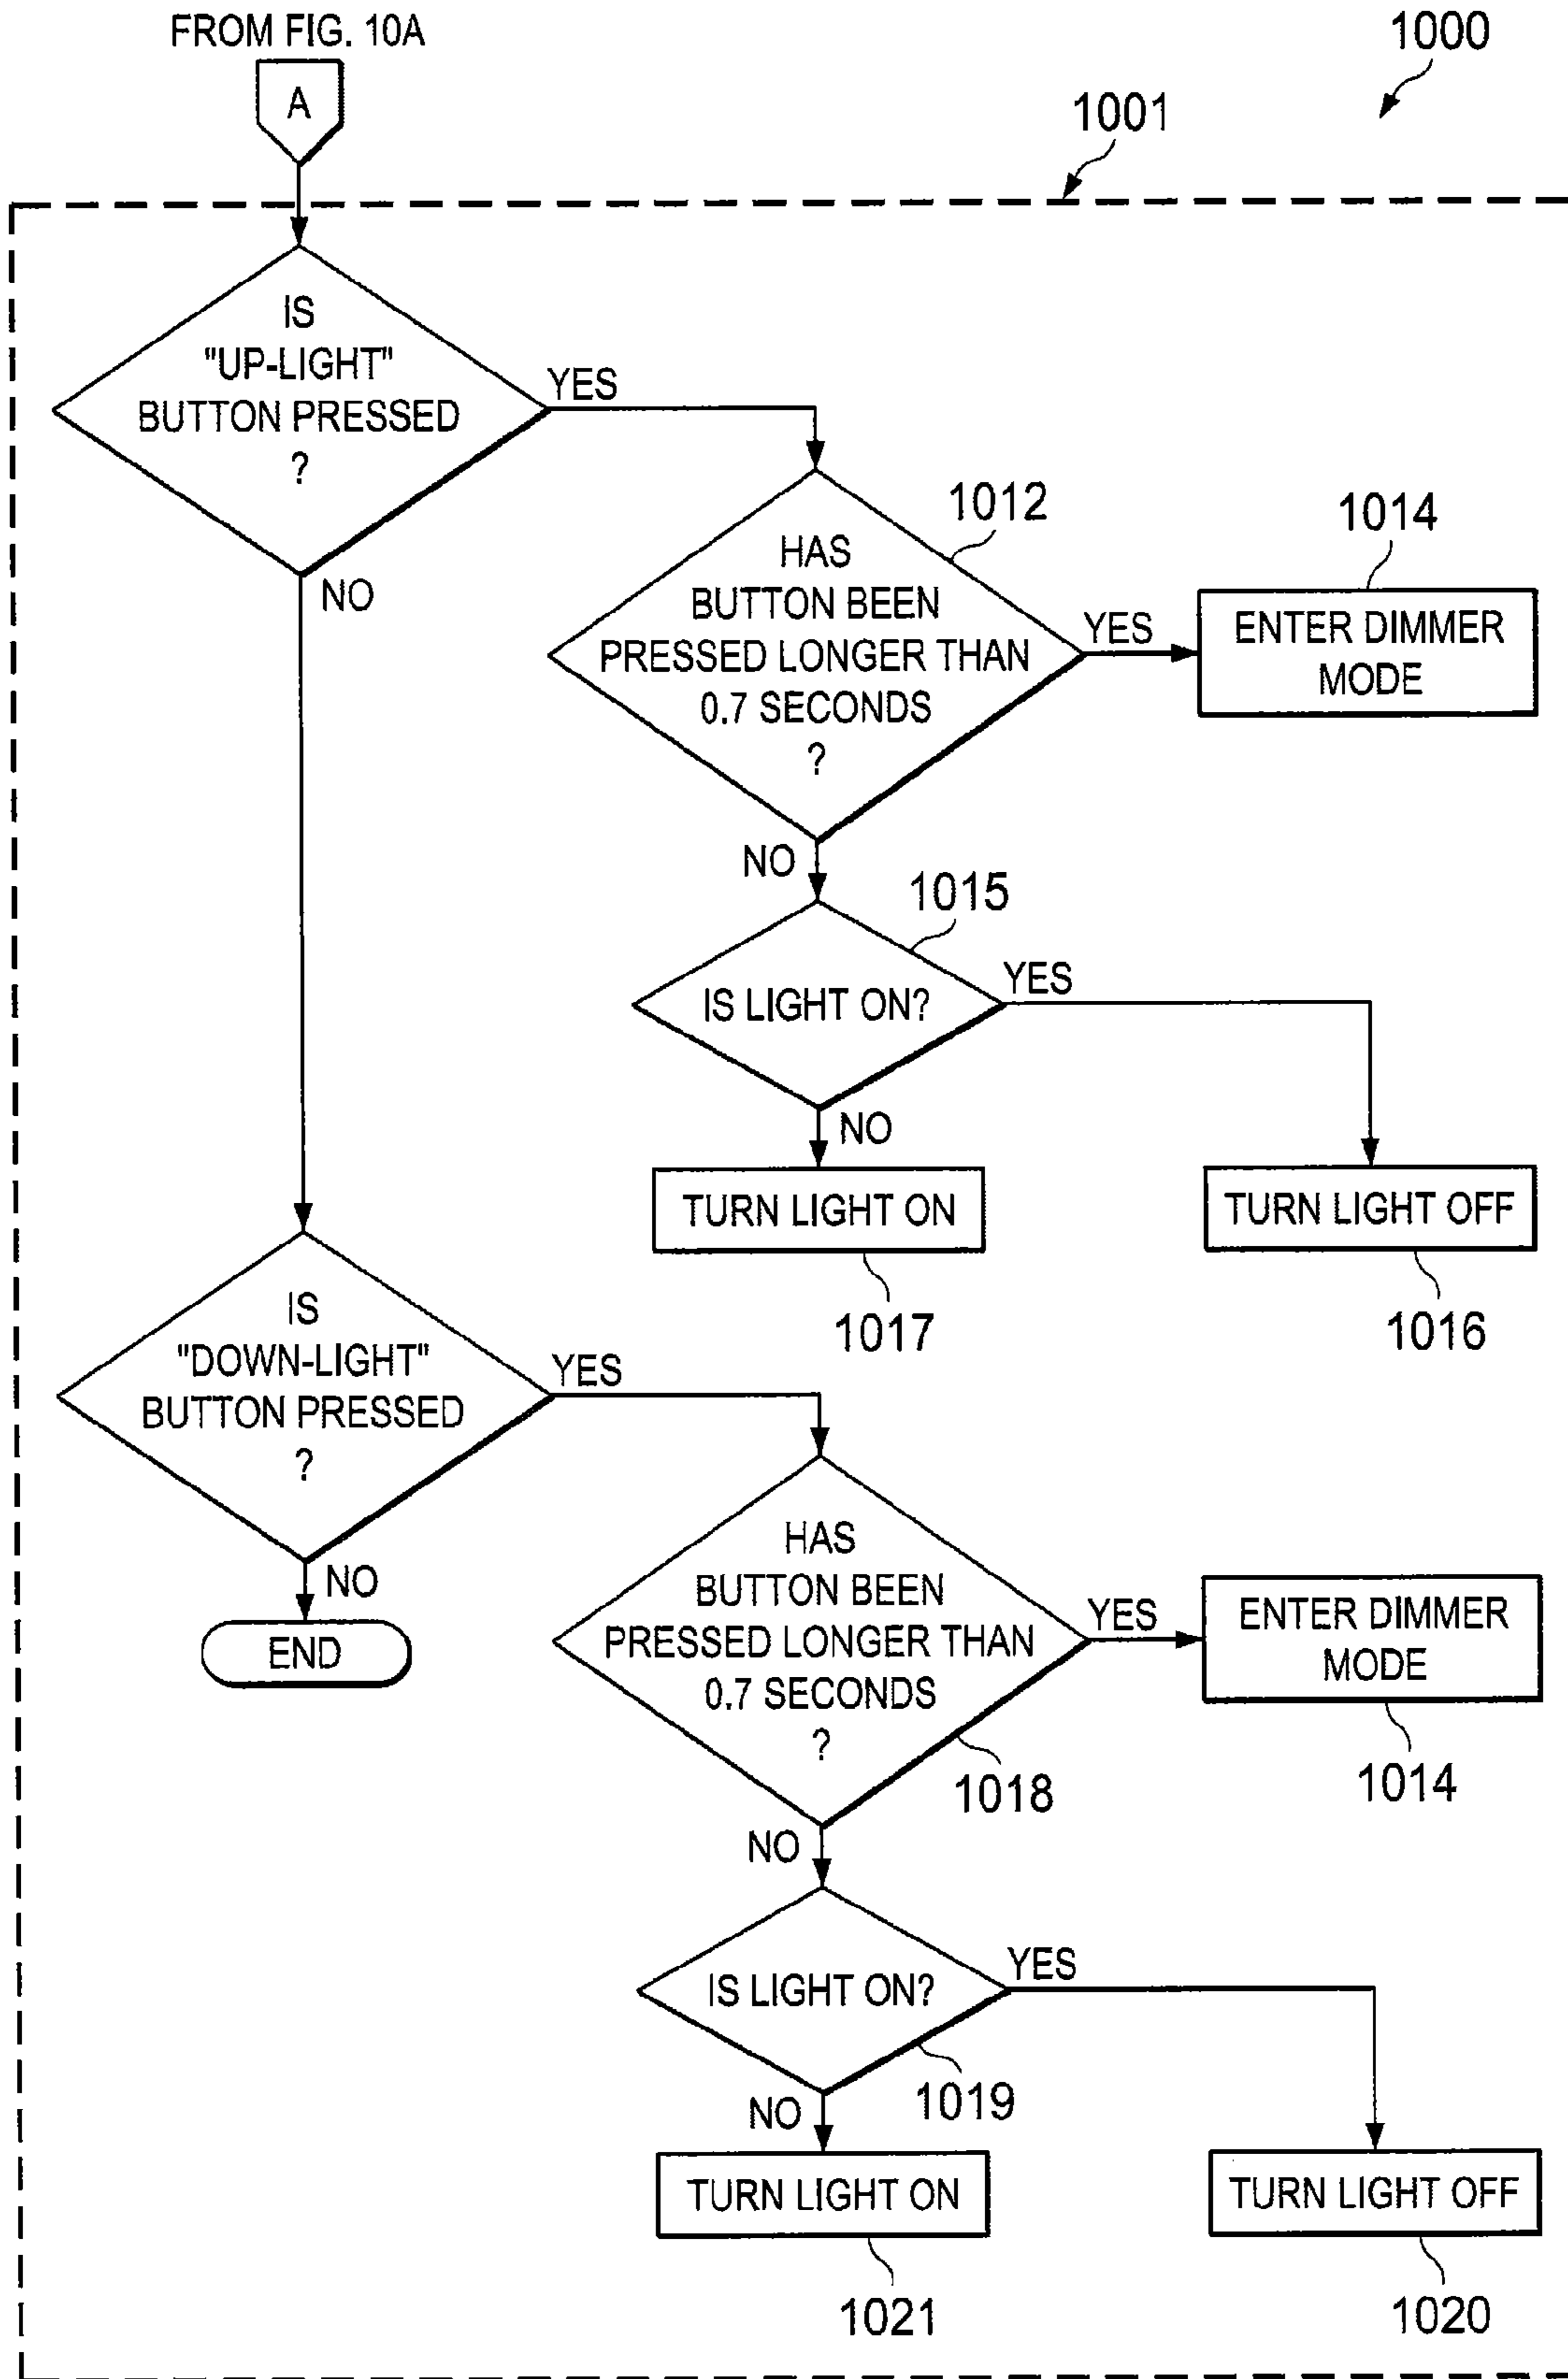 FROM FIG. 10A
A
1000
1001
IS
"UP-LIGHT"
BUTTON PRESSED
?
YES
NO
HAS
BUTTON BEEN
PRESSED LONGER THAN
0.7 SECONDS
?
1012
YES
1014
ENTER DIMMER
MODE
NO
1015
IS LIGHT ON?
YES
NO
TURN LIGHT ON
1017
TURN LIGHT OFF
1016
IS
"DOWN-LIGHT"
BUTTON PRESSED
?
YES
NO
END
HAS
BUTTON BEEN
PRESSED LONGER THAN
0.7 SECONDS
?
1018
YES
ENTER DIMMER
MODE
1014
NO
IS LIGHT ON?
YES
1019
NO
TURN LIGHT ON
1021
TURN LIGHT OFF
1020